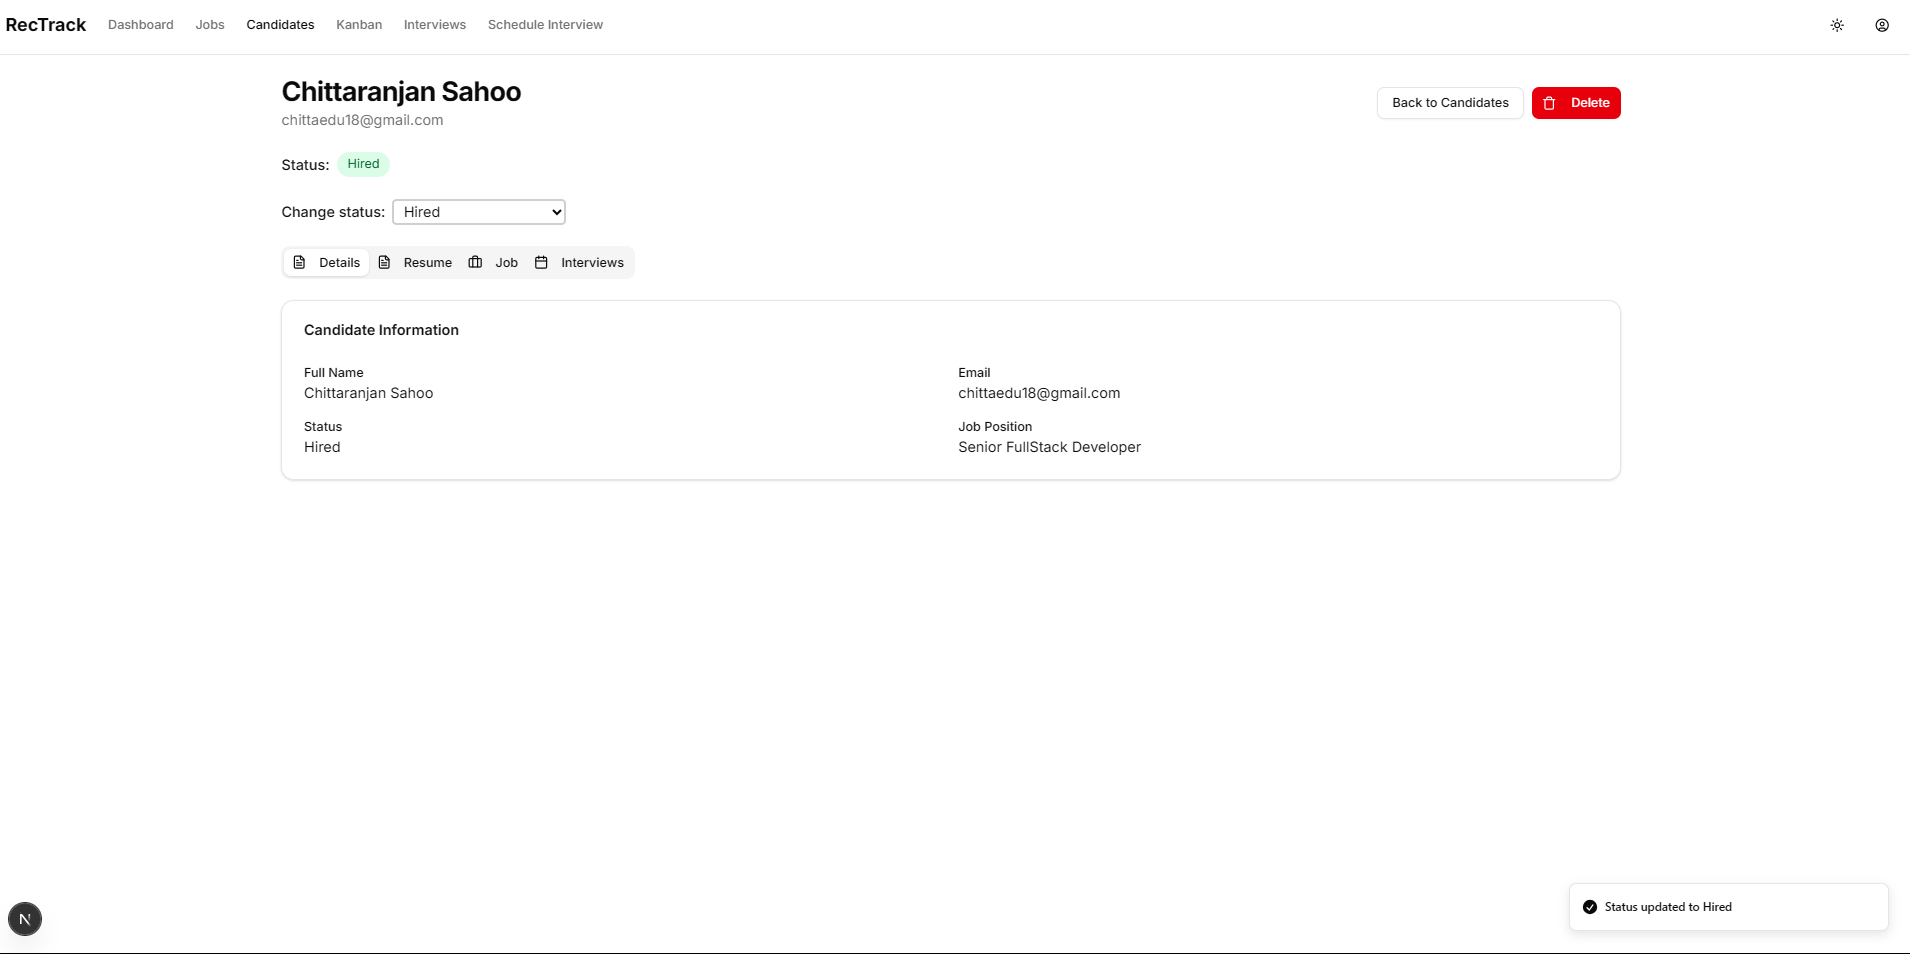 RecTrack Dashboard Jobs Candidates Kanban Interviews Schedule Interview
Chittaranjan Sahoo
chittaedu18@gmail.com
Back to Candidates Delete
Status: Hired
Change status: Hired
Details Resume Job Interviews
Candidate Information
Full Name Email
Chittaranjan Sahoo chittaedu18@gmail.com
Status Job Position
Hired Senior FullStack Developer
N
Status updated to Hired